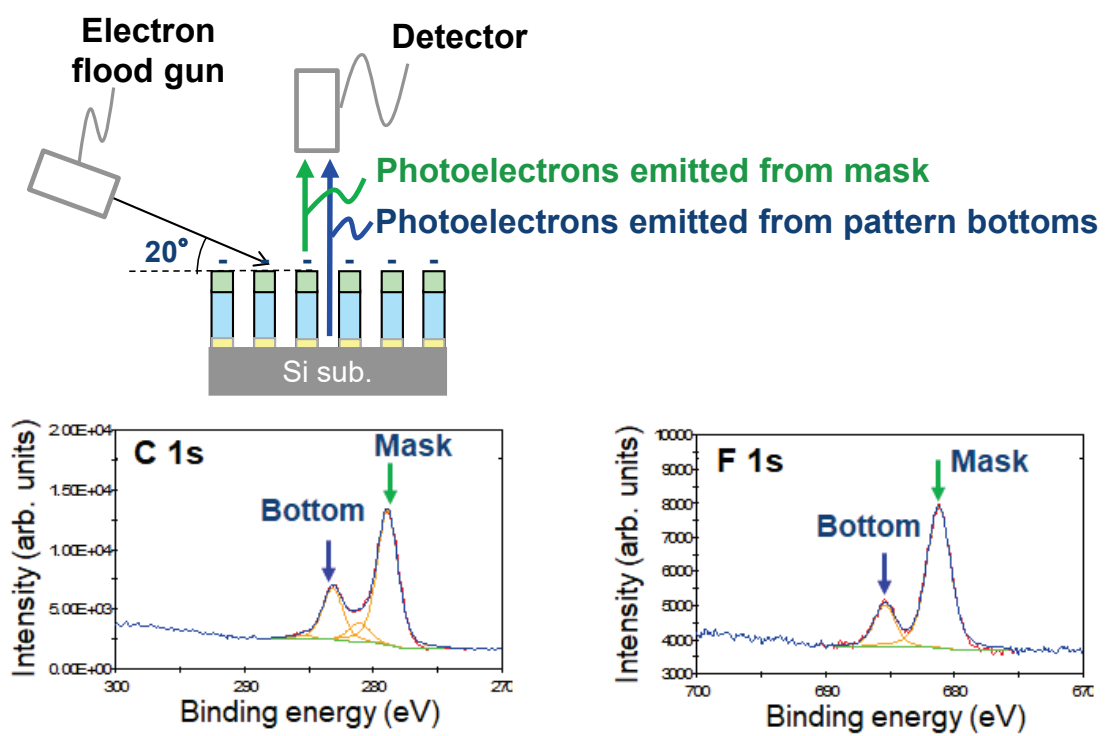 Electron
flood gun
Detector
Photoelectrons emitted from mask
Photoelectrons emitted from pattern bottoms
20°
- - - - - -
Si sub.
C 1s
Mask
Bottom
Intensity (arb. units)
2.00E+04
1.50E+04
1.00E+04
5.00E+03
0.00E+00
300 290 280 270
Binding energy (eV)
F 1s
Mask
Bottom
Intensity (arb. units)
10000
9000
8000
7000
6000
5000
4000
3000
700 690 680 670
Binding energy (eV)